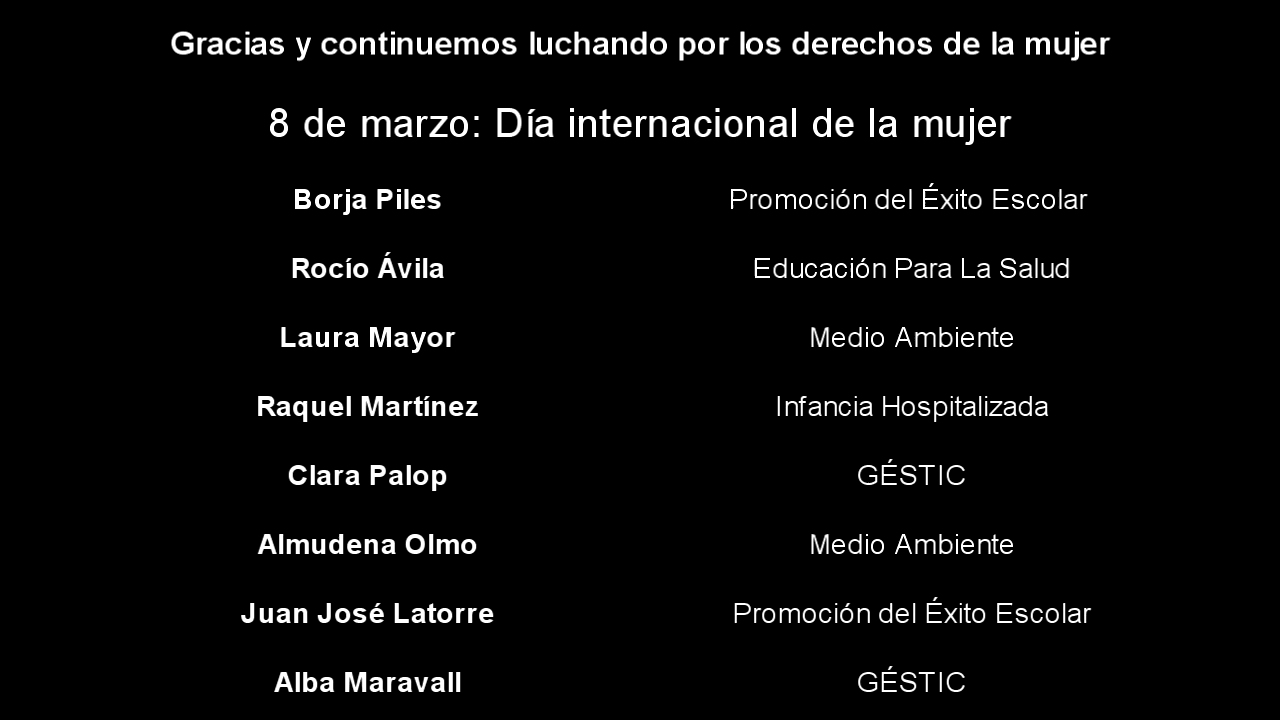 Gracias y continuemos luchando por los derechos de la mujer
8 de marzo: Día internacional de la mujer
Borja Piles Promoción del Éxito Escolar
Rocío Ávila Educación Para La Salud
Laura Mayor Medio Ambiente
Raquel Martínez Infancia Hospitalizada
Clara Palop GÉSTIC
Almudena Olmo Medio Ambiente
Juan José Latorre Promoción del Éxito Escolar
Alba Maravall GÉSTIC